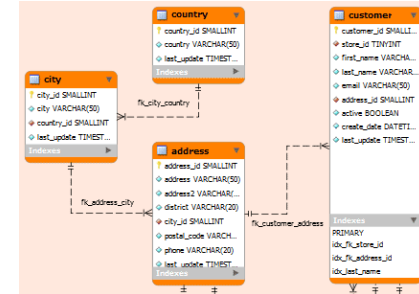 country
country_id SMALLINT
country VARCHAR(50)
last_update TIMEST...
Indexes
city
city_id SMALLINT
city VARCHAR(50)
country_id SMALLINT
last_update TIMEST...
Indexes
fk_city_country
address
address_id SMALLINT
address VARCHAR(50)
address2 VARCHAR(...
district VARCHAR(20)
city_id SMALLINT
postal_code VARCH...
phone VARCHAR(20)
last_update TIMEST...
Indexes
fk_address_city
fk_customer_address
customer
customer_id SMALLI...
store_id TINYINT
first_name VARCHA...
last_name VARCHAR...
email VARCHAR(50)
address_id SMALLINT
active BOOLEAN
create_date DATETI...
last_update TIMEST...
Indexes
PRIMARY
idx_fk_store_id
idx_fk_address_id
idx_last_name